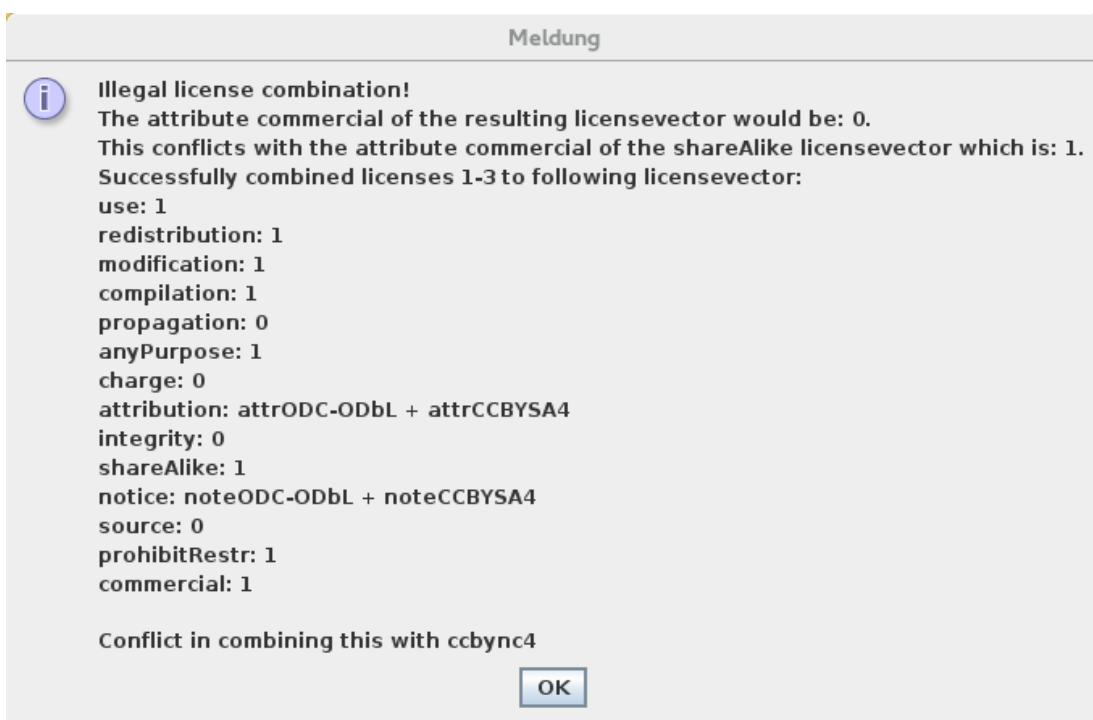 Meldung
i
Illegal license combination!
The attribute commercial of the resulting licensevector would be: 0.
This conflicts with the attribute commercial of the shareAlike licensevector which is: 1.
Successfully combined licenses 1-3 to following licensevector:
use: 1
redistribution: 1
modification: 1
compilation: 1
propagation: 0
anyPurpose: 1
charge: 0
attribution: attrODC-ODbL + attrCCBYSA4
integrity: 0
shareAlike: 1
notice: noteODC-ODbL + noteCCBYSA4
source: 0
prohibitRestr: 1
commercial: 1
Conflict in combining this with ccbync4
OK